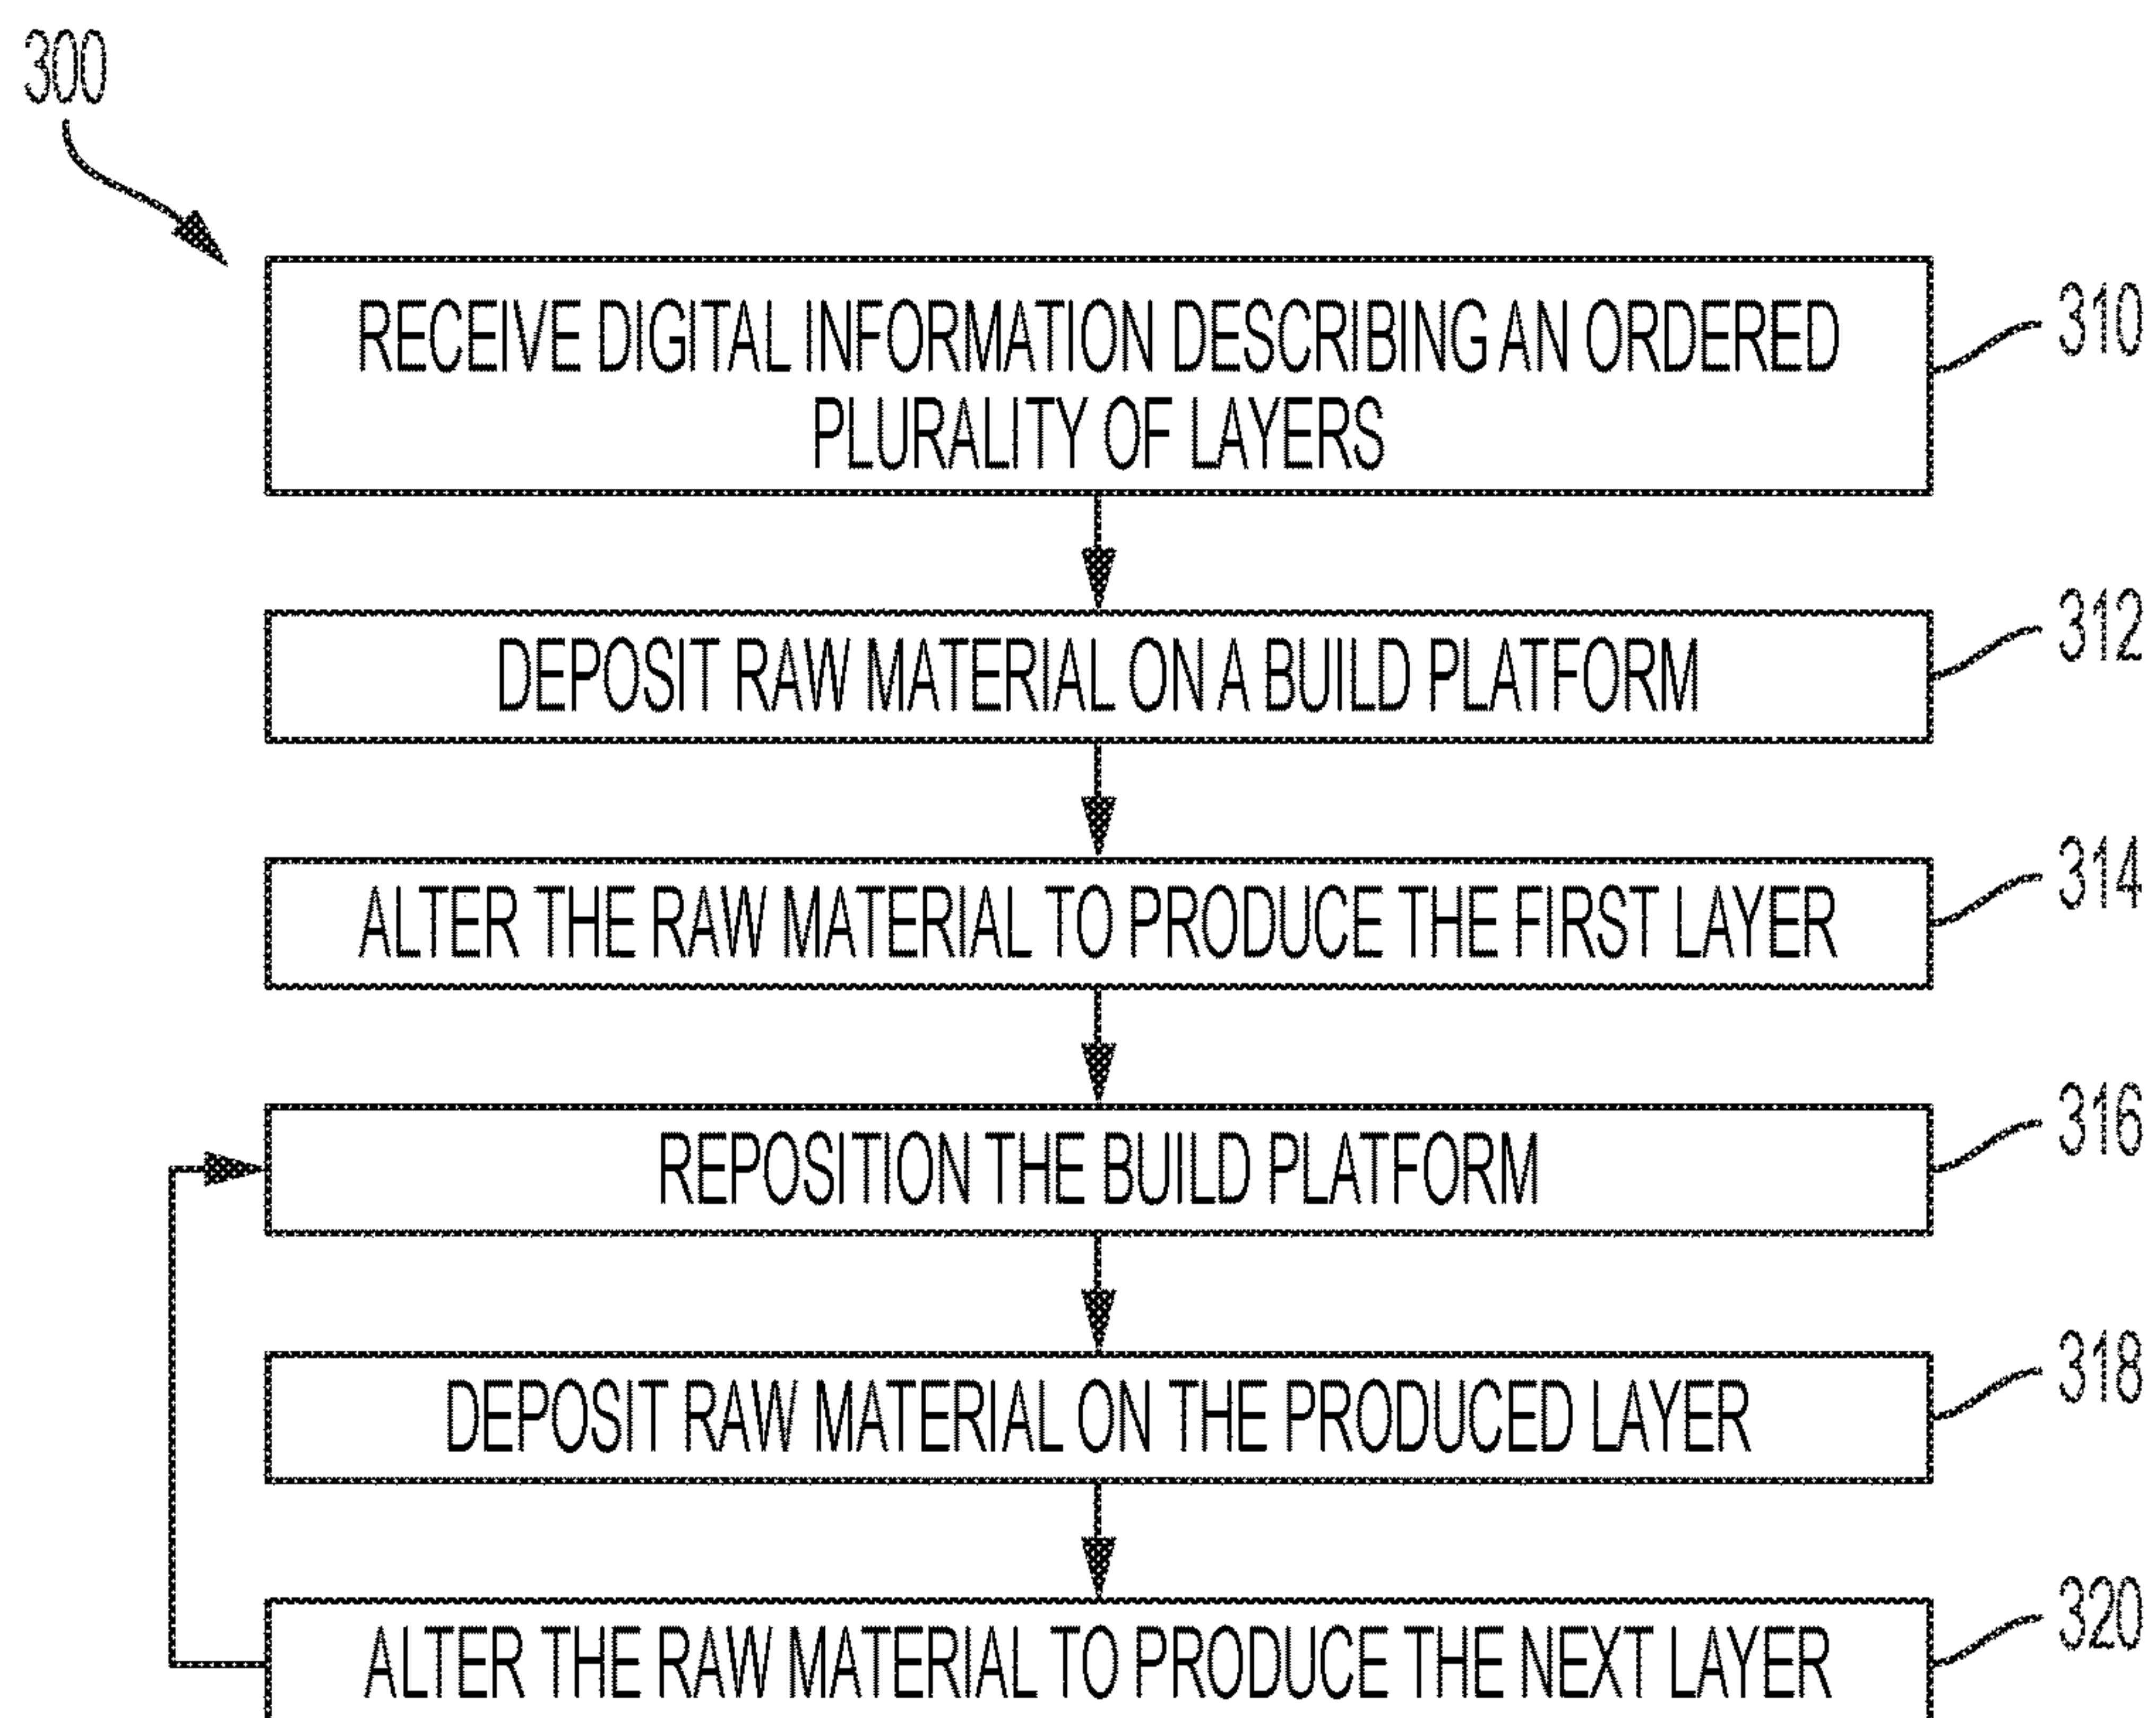 300
RECEIVE DIGITAL INFORMATION DESCRIBING AN ORDERED
PLURALITY OF LAYERS
310
DEPOSIT RAW MATERIAL ON A BUILD PLATFORM
312
ALTER THE RAW MATERIAL TO PRODUCE THE FIRST LAYER
314
REPOSITION THE BUILD PLATFORM
316
DEPOSIT RAW MATERIAL ON THE PRODUCED LAYER
318
ALTER THE RAW MATERIAL TO PRODUCE THE NEXT LAYER
320